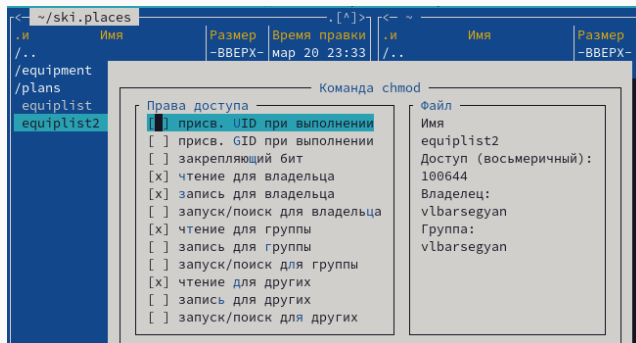 <─ ~/ski.places ─.[^]>┐ <─ ~
.и Имя Размер Время правки .и Имя Размер
/.. -ВВЕРХ- мар 20 23:33 /.. -ВВЕРХ-
/equipment
/plans
equiplist
equiplist2
Команда chmod
Права доступа
[ ] присв. UID при выполнении
[ ] присв. GID при выполнении
[ ] закрепляющий бит
[x] чтение для владельца
[x] запись для владельца
[ ] запуск/поиск для владельца
[x] чтение для группы
[ ] запись для группы
[ ] запуск/поиск для группы
[x] чтение для других
[ ] запись для других
[ ] запуск/поиск для других
Файл
Имя
equiplist2
Доступ (восьмеричный):
100644
Владелец:
vlbarsegyan
Группа:
vlbarsegyan